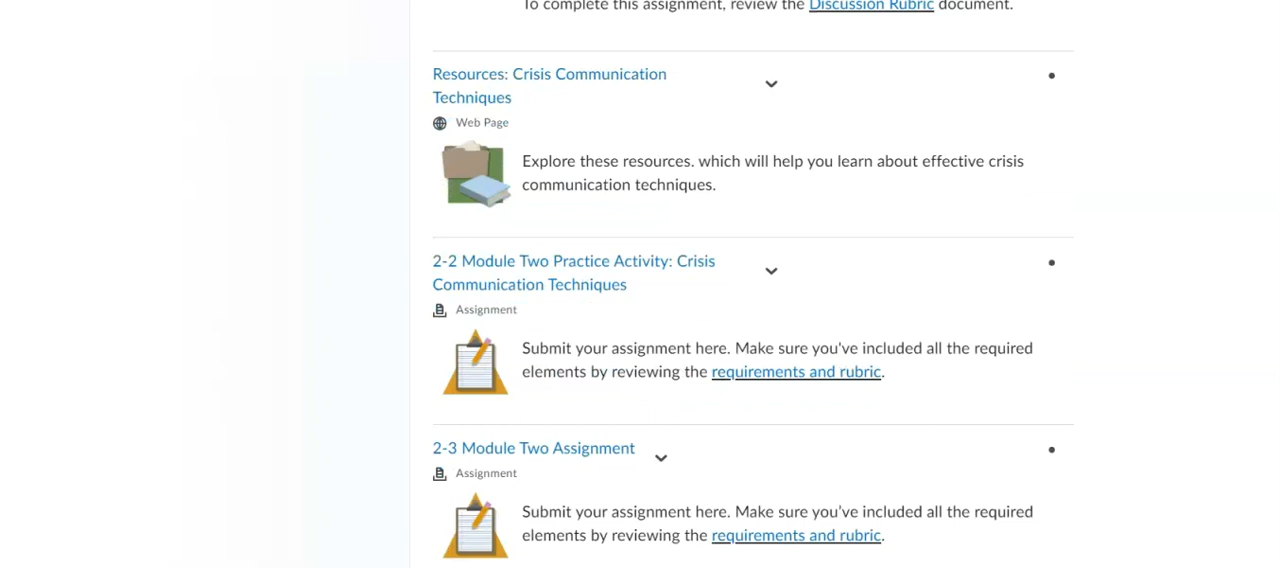 To complete this assignment, review the Discussion Rubric document.
Resources: Crisis Communication
Techniques
Web Page
Explore these resources. which will help you learn about effective crisis
communication techniques.
2-2 Module Two Practice Activity: Crisis
Communication Techniques
Assignment
Submit your assignment here. Make sure you've included all the required
elements by reviewing the requirements and rubric.
2-3 Module Two Assignment
Assignment
Submit your assignment here. Make sure you've included all the required
elements by reviewing the requirements and rubric.